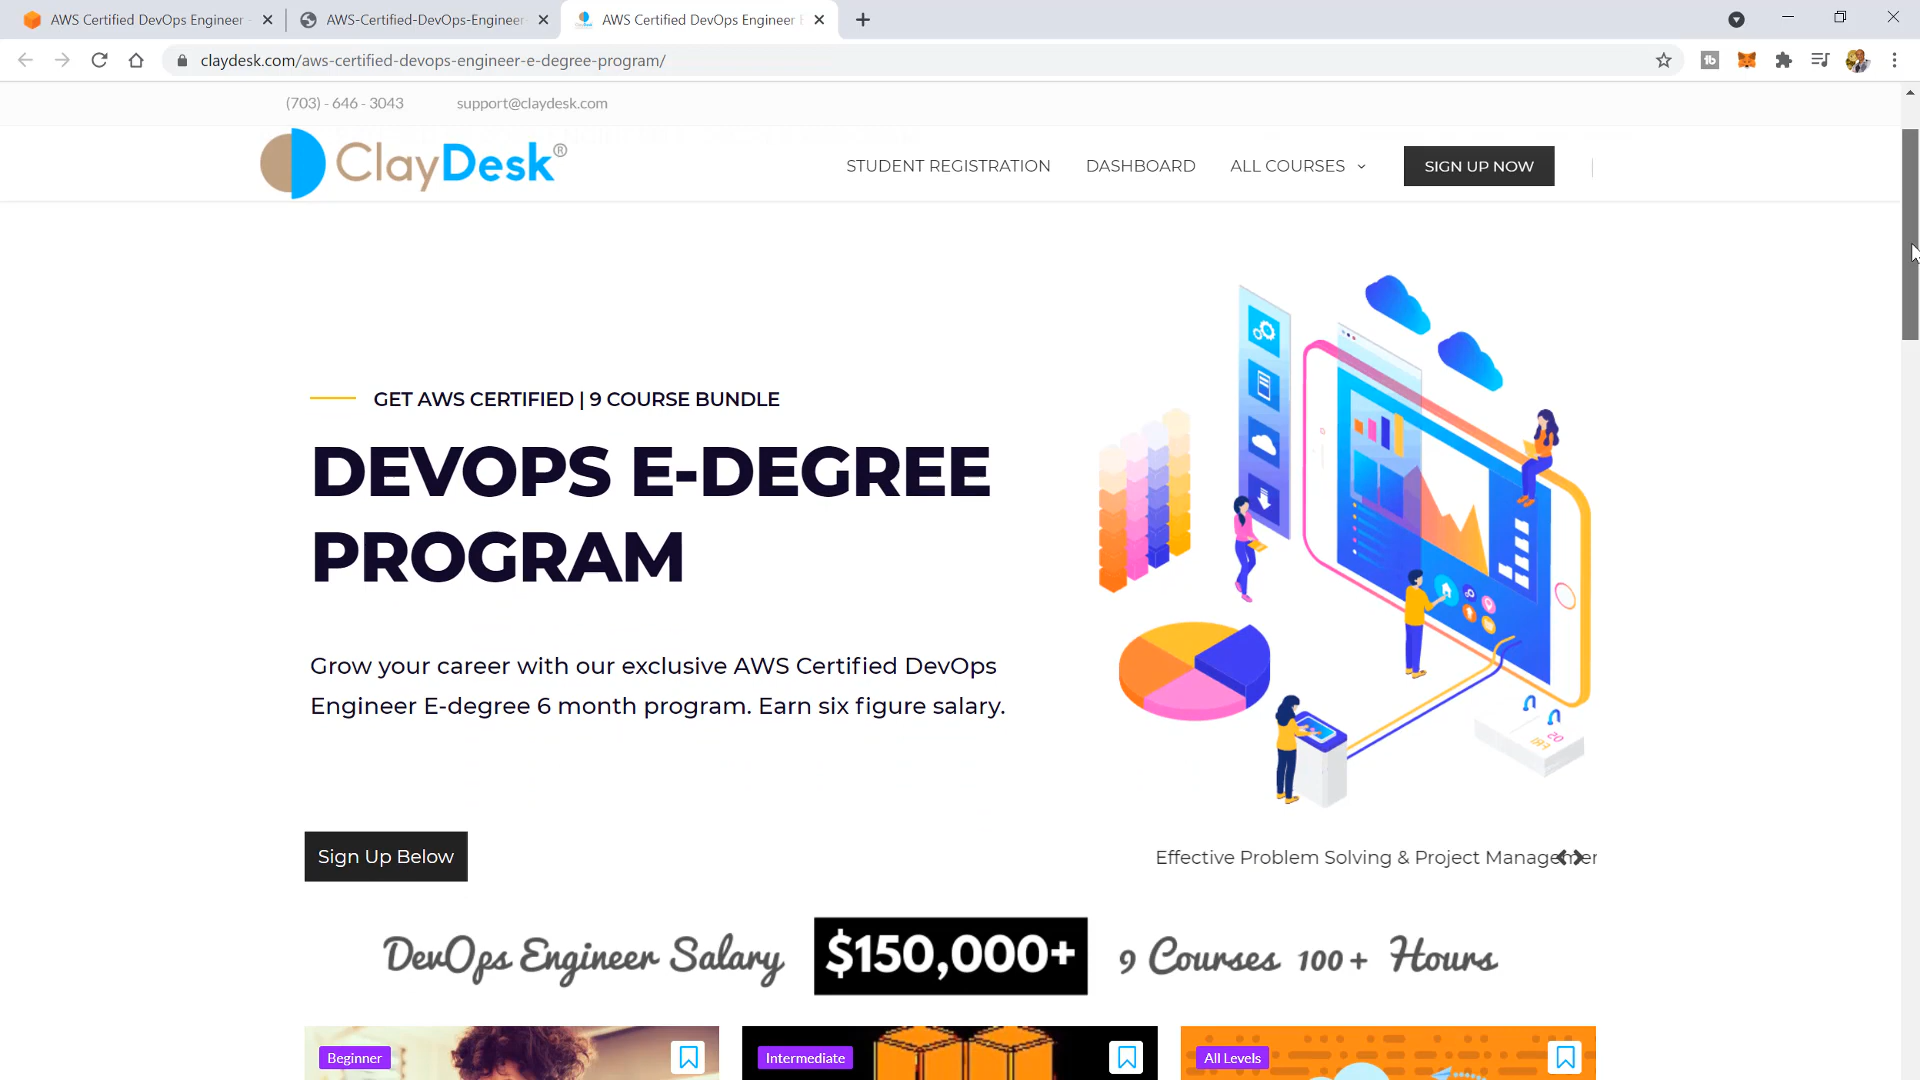 AWS Certified DevOps Engineer -
AWS-Certified-DevOps-Engineer-
AWS Certified DevOps Engineer
claydesk.com/aws-certified-devops-engineer-e-degree-program/
(703) - 646 - 3043
support@claydesk.com
ClayDesk®
STUDENT REGISTRATION
DASHBOARD
ALL COURSES
SIGN UP NOW
GET AWS CERTIFIED | 9 COURSE BUNDLE
DEVOPS E-DEGREE
PROGRAM
Grow your career with our exclusive AWS Certified DevOps
Engineer E-degree 6 month program. Earn six figure salary.
Sign Up Below
Effective Problem Solving & Project Managemen
DevOps Engineer Salary
$150,000+
9 Courses 100+ Hours
Beginner
Intermediate
All Levels